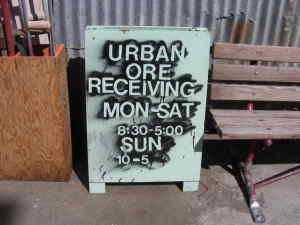 URBAN
ORE
RECEIVING
MON-SAT
8:30-5:00
SUN
10-5